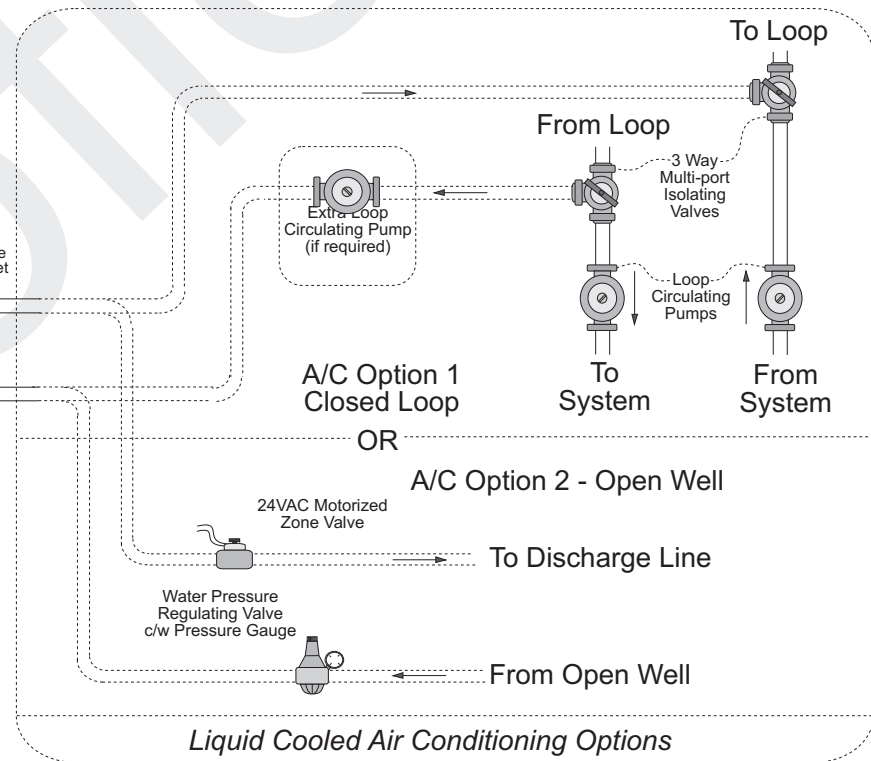 To Loop
From Loop
3 Way
Multi-port
Isolating
Valves
Extra Loop
Circulating Pump
(if required)
Loop
Circulating
Pumps
A/C Option 1
Closed Loop
To
System
From
System
OR
A/C Option 2 - Open Well
24VAC Motorized
Zone Valve
To Discharge Line
Water Pressure
Regulating Valve
c/w Pressure Gauge
From Open Well
Liquid Cooled Air Conditioning Options